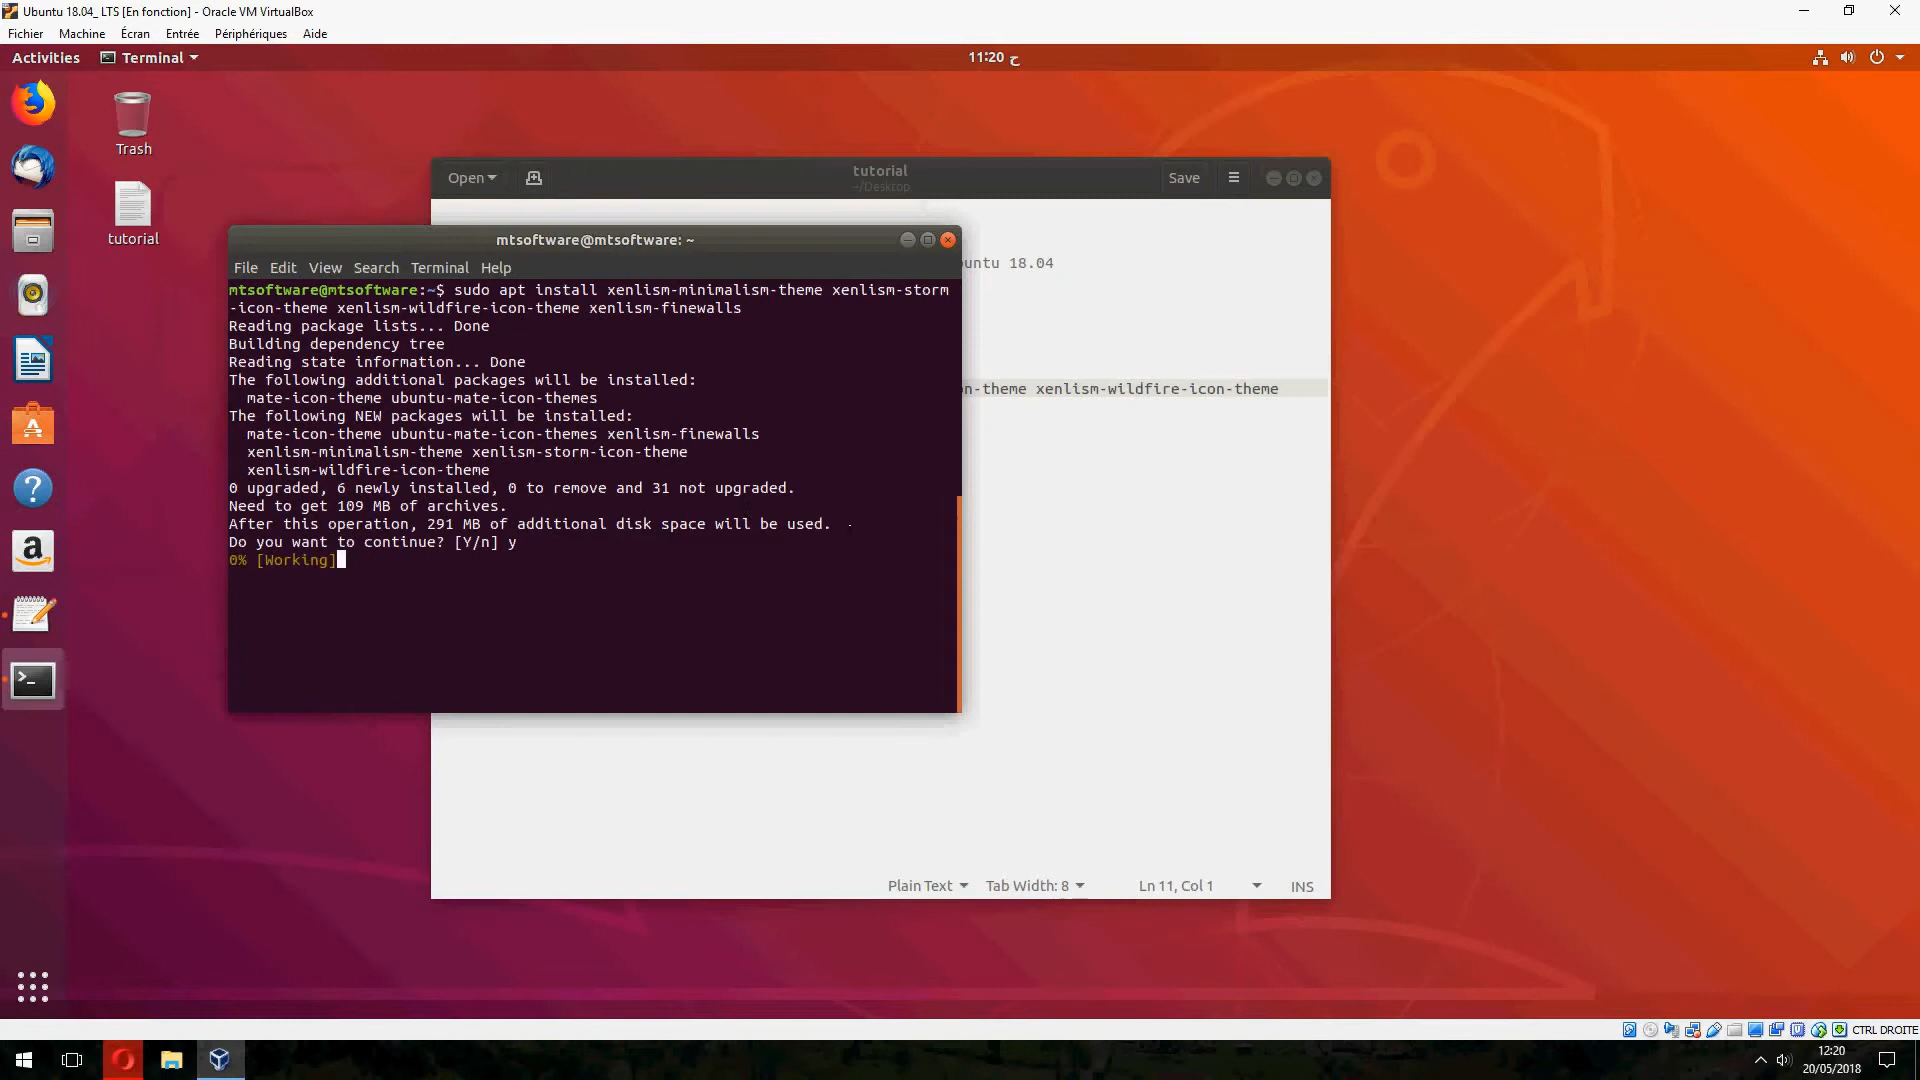 Ubuntu 18.04_ LTS [En fonction] - Oracle VM VirtualBox
Fichier Machine Écran Entrée Périphériques Aide
Activities Terminal 11:20 ح
Trash
tutorial
Open tutorial Save
~/Desktop
mtsoftware@mtsoftware: ~
File Edit View Search Terminal Help
untu 18.04
mtsoftware@mtsoftware:~$ sudo apt install xenlism-minimalism-theme xenlism-storm
-icon-theme xenlism-wildfire-icon-theme xenlism-finewalls
Reading package lists... Done
Building dependency tree
Reading state information... Done
The following additional packages will be installed:
n-theme xenlism-wildfire-icon-theme
mate-icon-theme ubuntu-mate-icon-themes
The following NEW packages will be installed:
mate-icon-theme ubuntu-mate-icon-themes xenlism-finewalls
xenlism-minimalism-theme xenlism-storm-icon-theme
xenlism-wildfire-icon-theme
0 upgraded, 6 newly installed, 0 to remove and 31 not upgraded.
Need to get 109 MB of archives.
After this operation, 291 MB of additional disk space will be used.
Do you want to continue? [Y/n] y
0% [Working]
Plain Text Tab Width: 8 Ln 11, Col 1 INS
CTRL DROITE
12:20
20/05/2018